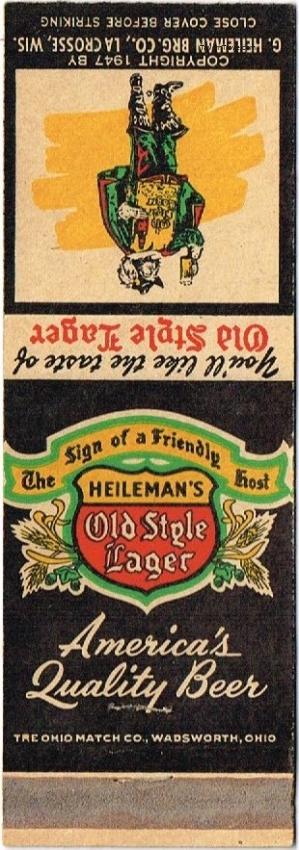 CLOSE COVER BEFORE STRIKING
G. HEILEMAN BRG. CO., LA CROSSE, WIS.
COPYRIGHT 1947 BY
You'll like the taste of
Old Style Lager
The Sign of a Friendly Host
HEILEMAN'S
Old Style
Lager
America's
Quality Beer
TRE OHIO MATCH CO., WADSWORTH, OHIO